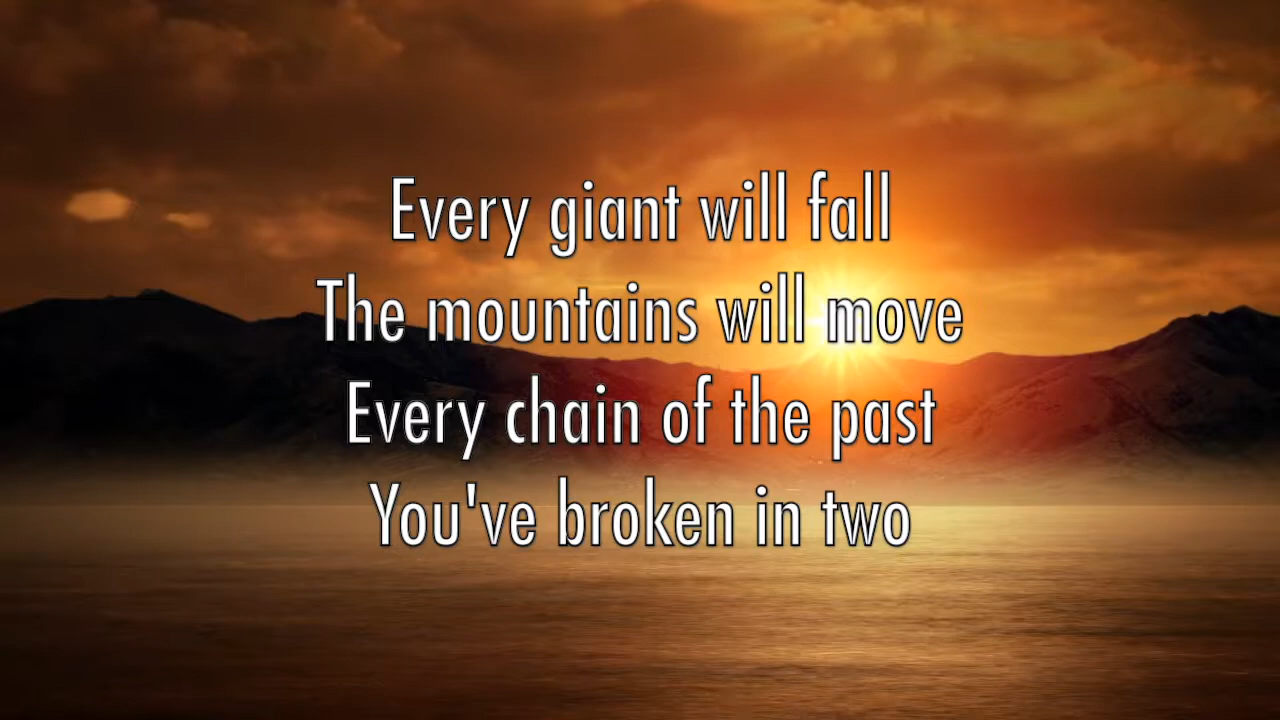 Every giant will fall
The mountains will move
Every chain of the past
You've broken in two